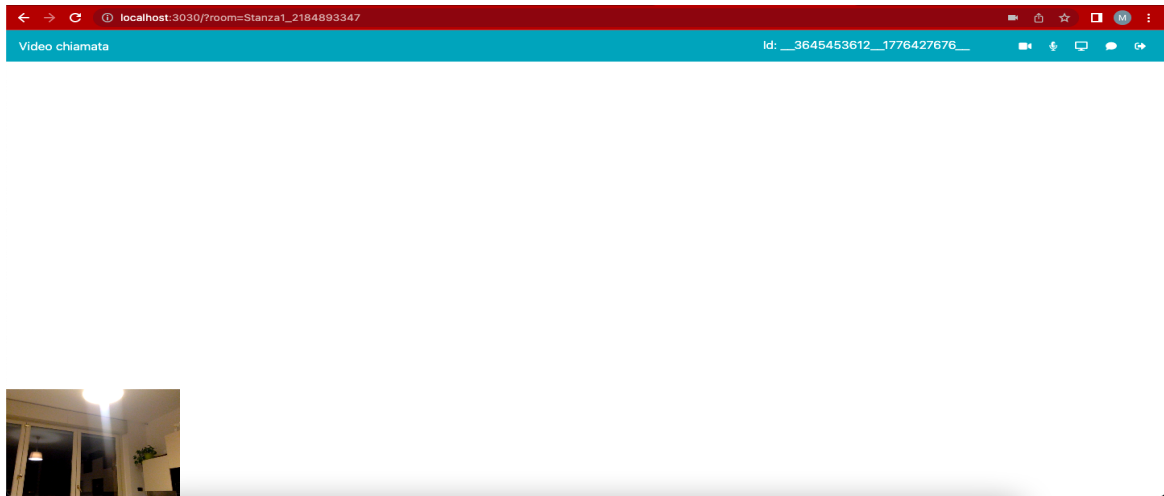 localhost:3030/?room=Stanza1_2184893347
M
Video chiamata
Id: __3645453612__1776427676__